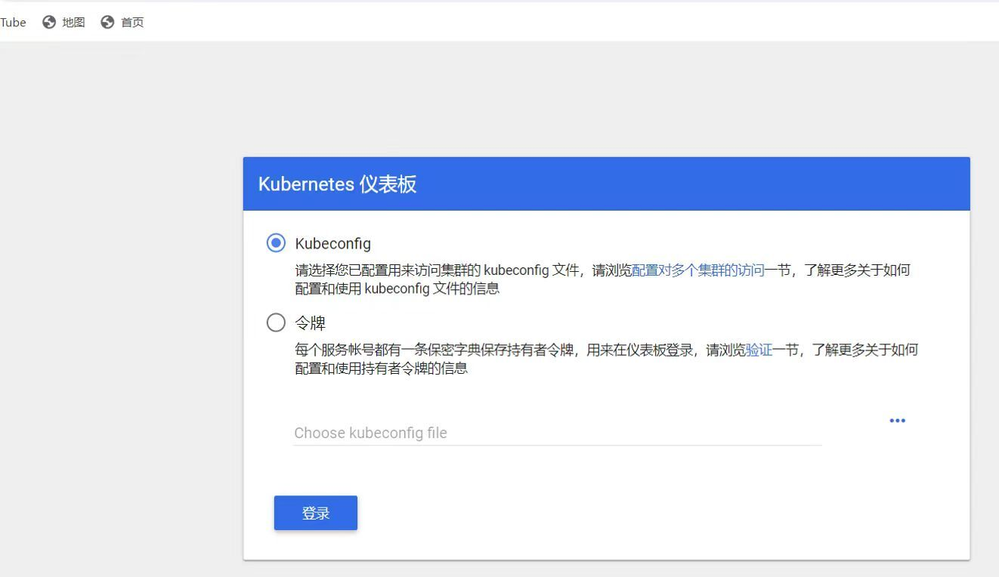 Tube 地图 首页
Kubernetes 仪表板
Kubeconfig
请选择您已配置用来访问集群的 kubeconfig 文件，请浏览配置对多个集群的访问一节，了解更多关于如何
配置和使用 kubeconfig 文件的信息
令牌
每个服务帐号都有一条保密字典保存持有者令牌，用来在仪表板登录，请浏览验证一节，了解更多关于如何
配置和使用持有者令牌的信息
Choose kubeconfig file
登录